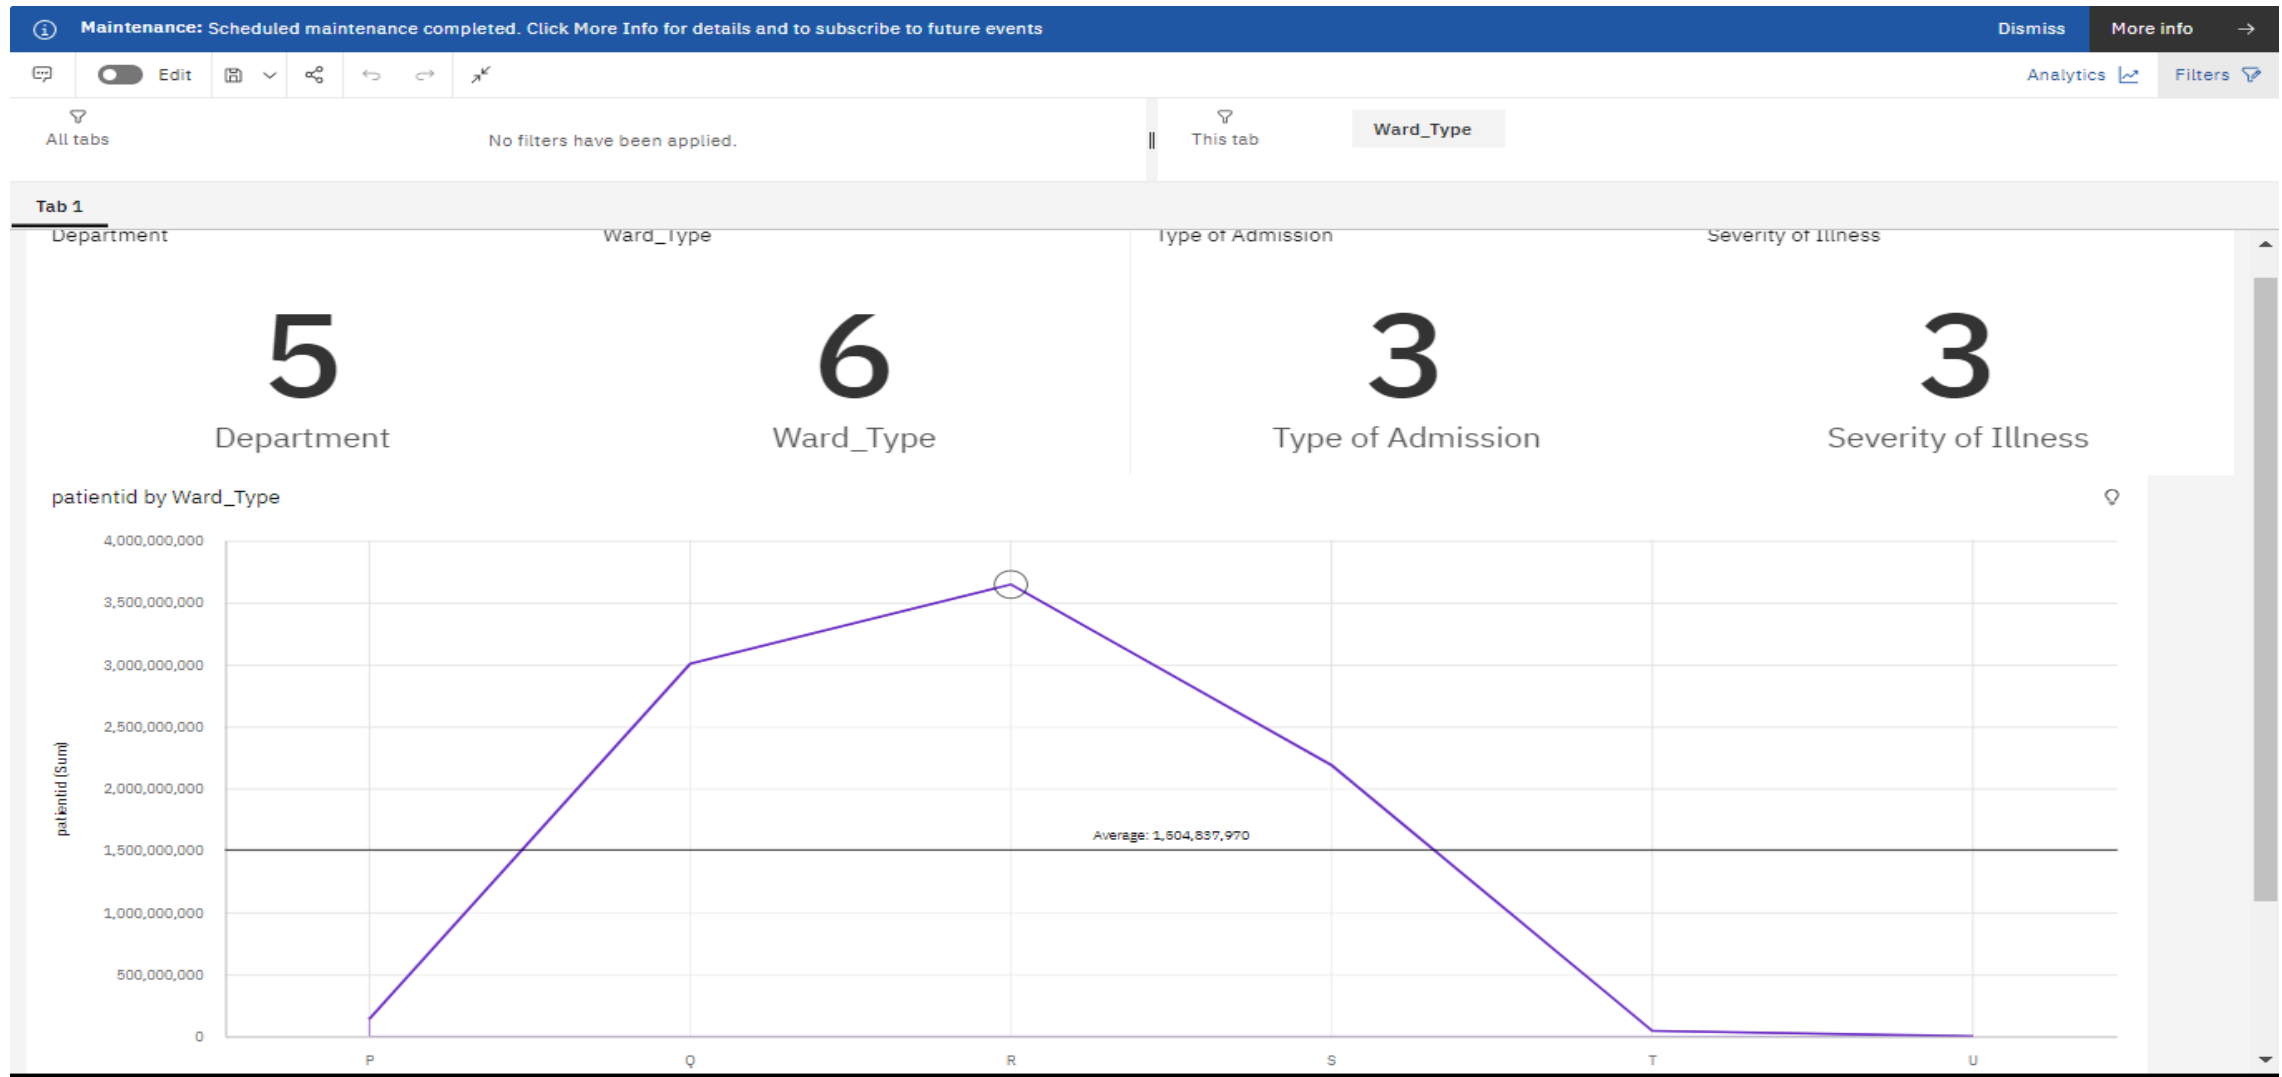 Maintenance: Scheduled maintenance completed. Click More Info for details and to subscribe to future events
Dismiss
More info
Edit
Analytics
Filters
All tabs
No filters have been applied.
This tab
Ward_Type
Tab 1
Department
Ward_Type
Type of Admission
Severity of Illness
5
6
3
3
Department
Ward_Type
Type of Admission
Severity of Illness
patientid by Ward_Type
4,000,000,000
3,500,000,000
3,000,000,000
2,500,000,000
2,000,000,000
1,500,000,000
1,000,000,000
500,000,000
0
patientid (Sum)
Average: 1,504,837,970
P
Q
R
S
T
U